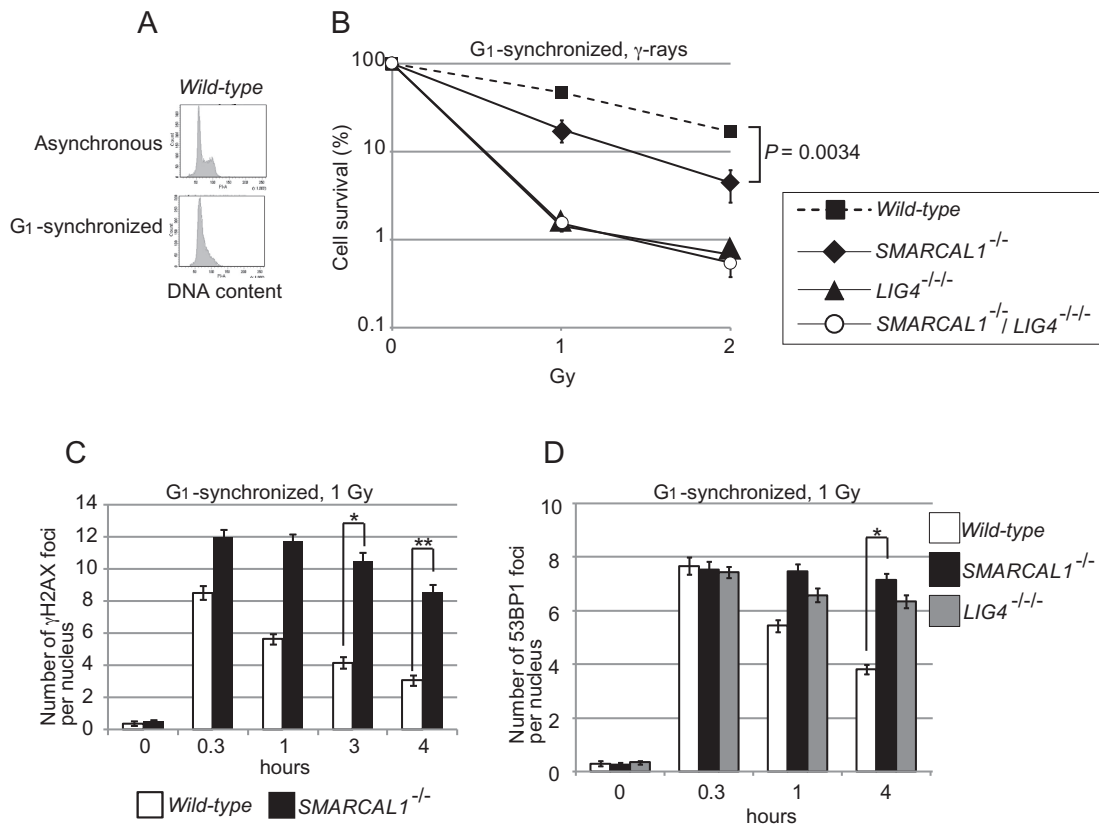 A
Wild-type
Asynchronous
G1-synchronized
DNA content
B
G1-synchronized, γ-rays
Cell survival (%)
100
10
1
0.1
0
1
2
Gy
P = 0.0034
Wild-type
SMARCAL1-/-
LIG4-/-/-
SMARCAL1-/-/ LIG4-/-/-
C
G1-synchronized, 1 Gy
Number of γH2AX foci
per nucleus
14
12
10
8
6
4
2
0
*
**
0
0.3
1
3
4
hours
Wild-type
SMARCAL1-/-
D
G1-synchronized, 1 Gy
Number of 53BP1 foci
per nucleus
10
8
6
4
2
0
*
0
0.3
1
4
hours
Wild-type
SMARCAL1-/-
LIG4-/-/-